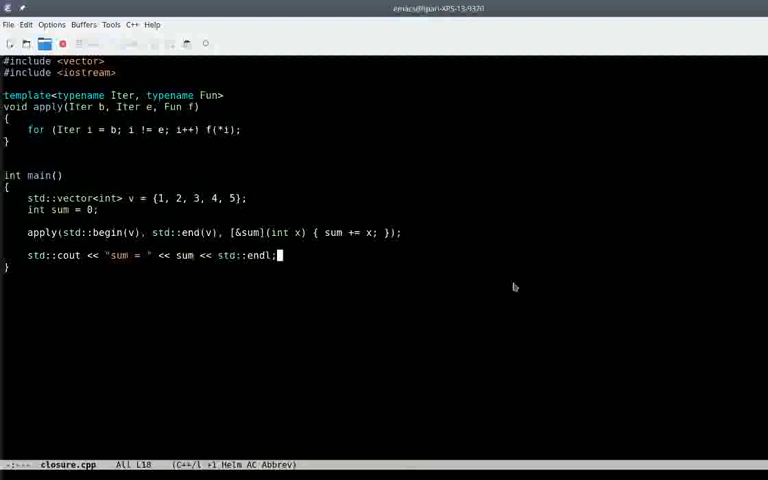 emacs@lipari-XPS-13-9370
File Edit Options Buffers Tools C++ Help
#include <vector>
#include <iostream>
template<typename Iter, typename Fun>
void apply(Iter b, Iter e, Fun f)
{
for (Iter i = b; i != e; i++) f(*i);
}
int main()
{
std::vector<int> v = {1, 2, 3, 4, 5};
int sum = 0;
apply(std::begin(v), std::end(v), [&sum](int x) { sum += x; });
std::cout << "sum = " << sum << std::endl;
}
-:--- closure.cpp All L18 (C++/l +1 Helm AC Abbrev)